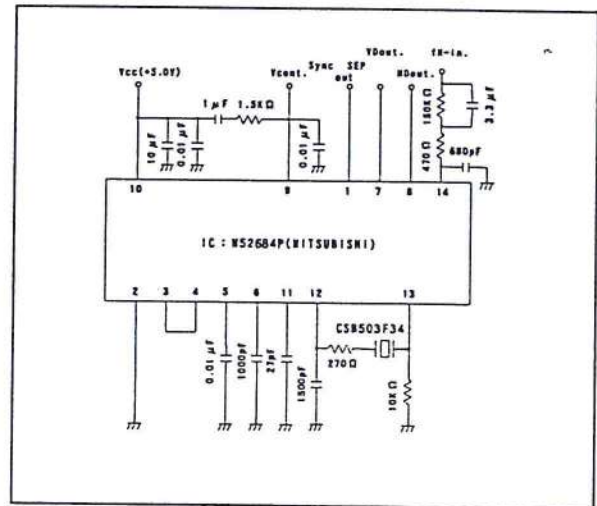 VDout. fH-in.
Vcc(+5.0V) Vcont. Sync SEP out HDout.
1μF 1.5KΩ
10μF 0.01μF 0.01μF
150KΩ 3.3μF
470Ω 680pF
10 9 1 7 8 14
IC : M52684P(MITSUBISHI)
2 3 4 5 6 11 12 13
CSB503F34
270Ω
0.01μF 1000pF 27pF 1500pF 10KΩ